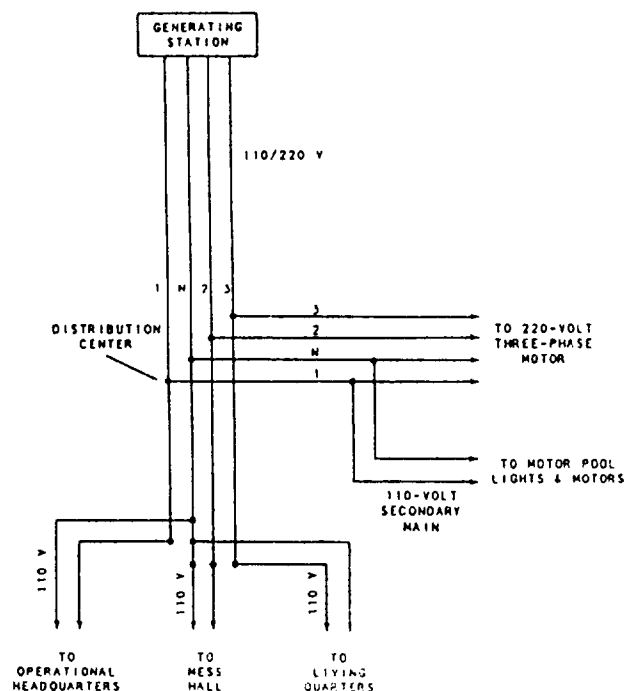 GENERATING
STATION
110/220 V
1 N 2 3
3
2
N
1
TO 220-VOLT
THREE-PHASE
MOTOR
DISTRIBUTION
CENTER
TO MOTOR POOL
LIGHTS & MOTORS
110-VOLT
SECONDARY
MAIN
110 V
110 V
110 V
TO
OPERATIONAL
HEADQUARTERS
TO
MESS
HALL
TO
LIVING
QUARTERS